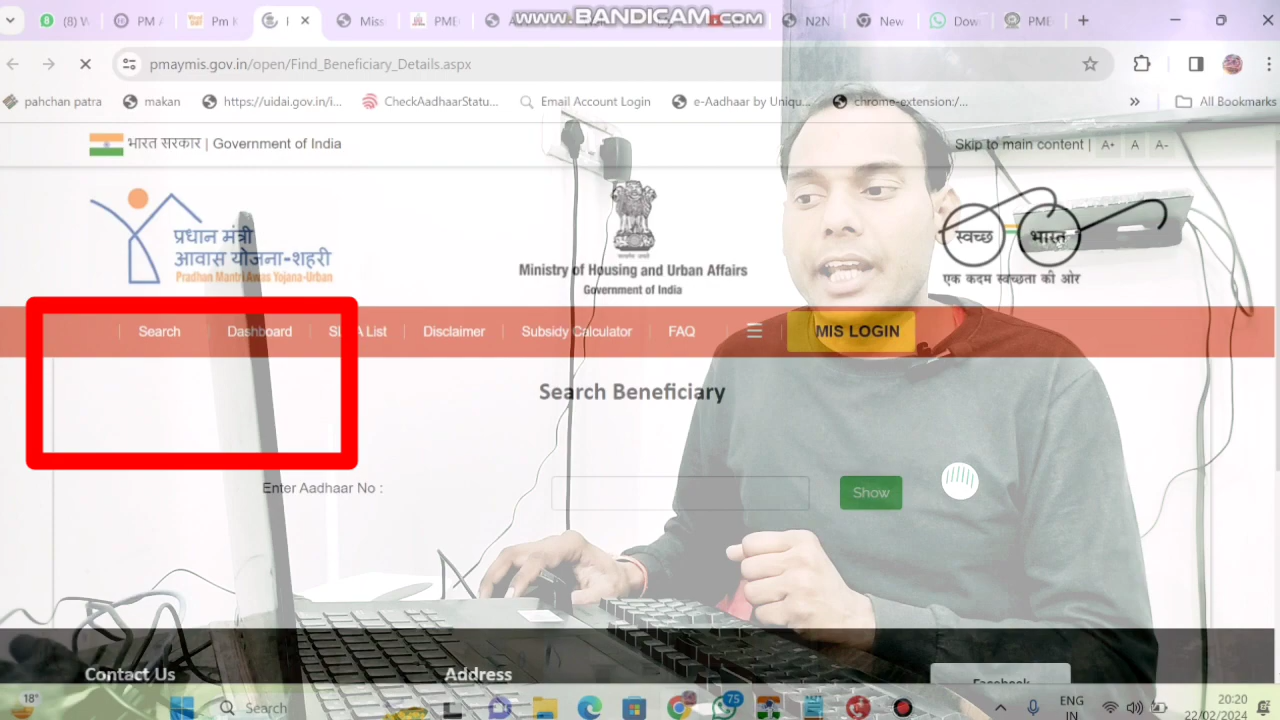 www.BANDICAM.com
(8) W
PM A
Pm K
Miss
PME
N2N
New
Dow
PME
pmaymis.gov.in/open/Find_Beneficiary_Details.aspx
pahchan patra
makan
https://uidai.gov.in/i...
CheckAadhaarStatu...
Email Account Login
e-Aadhaar by Uniqu...
chrome-extension:/...
»
All Bookmarks
भारत सरकार | Government of India
Skip to main content | A+ A A-
प्रधान मंत्री
आवास योजना-शहरी
Pradhan Mantri Awas Yojana-Urban
Ministry of Housing and Urban Affairs
Government of India
स्वच्छ भारत
एक कदम स्वच्छता की ओर
Search
Dashboard
List
Disclaimer
Subsidy Calculator
FAQ
MIS LOGIN
Search Beneficiary
Enter Aadhaar No :
Show
Contact Us
Address
Facebook
18°
Search
75
ENG
IN
20:20
22/02/2024